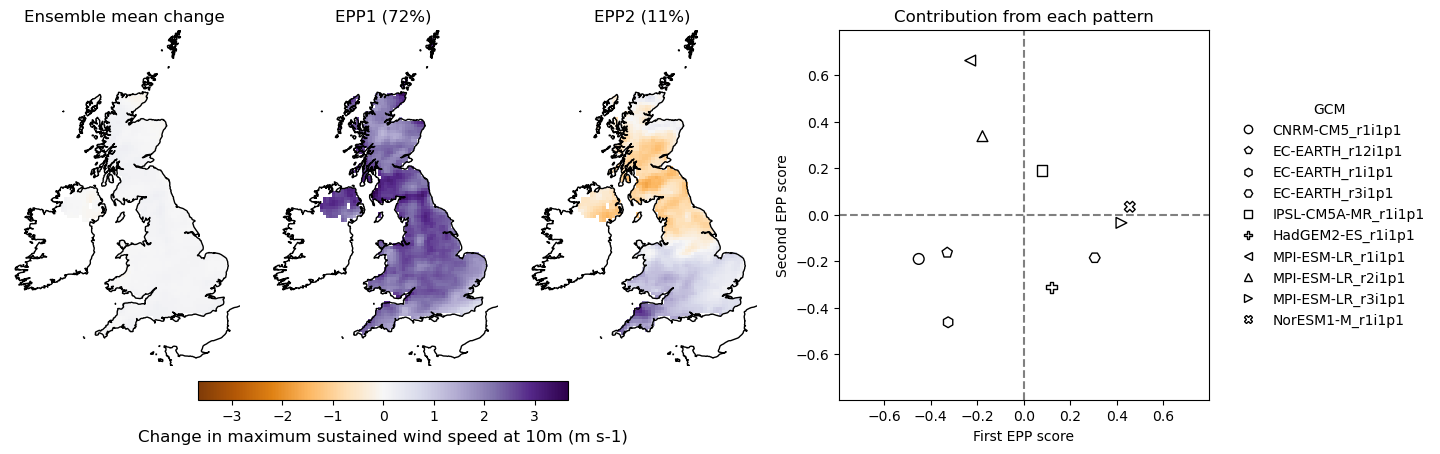 Ensemble mean change
EPP1 (72%)
EPP2 (11%)
Contribution from each pattern
−3 −2 −1 0 1 2 3
Change in maximum sustained wind speed at 10m (m s-1)
Second EPP score
0.6
0.4
0.2
0.0
−0.2
−0.4
−0.6
−0.6 −0.4 −0.2 0.0 0.2 0.4 0.6
First EPP score
GCM
CNRM-CM5_r1i1p1
EC-EARTH_r12i1p1
EC-EARTH_r1i1p1
EC-EARTH_r3i1p1
IPSL-CM5A-MR_r1i1p1
HadGEM2-ES_r1i1p1
MPI-ESM-LR_r1i1p1
MPI-ESM-LR_r2i1p1
MPI-ESM-LR_r3i1p1
NorESM1-M_r1i1p1